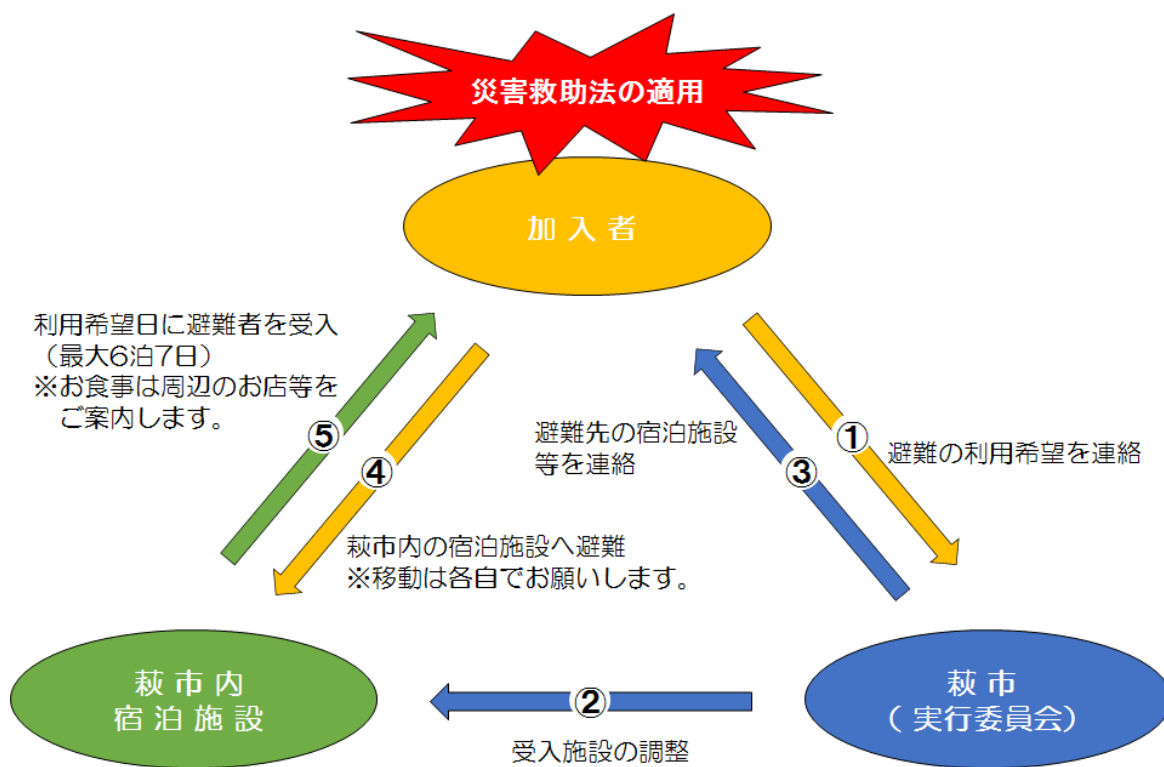 災害救助法の適用
加入者
利用希望日に避難者を受入
（最大6泊7日）
※お食事は周辺のお店等を
ご案内します。
⑤
④
避難先の宿泊施設
等を連絡
③
①
避難の利用希望を連絡
萩市内の宿泊施設へ避難
※移動は各自でお願いします。
萩市内
宿泊施設
②
受入施設の調整
萩市
（実行委員会）